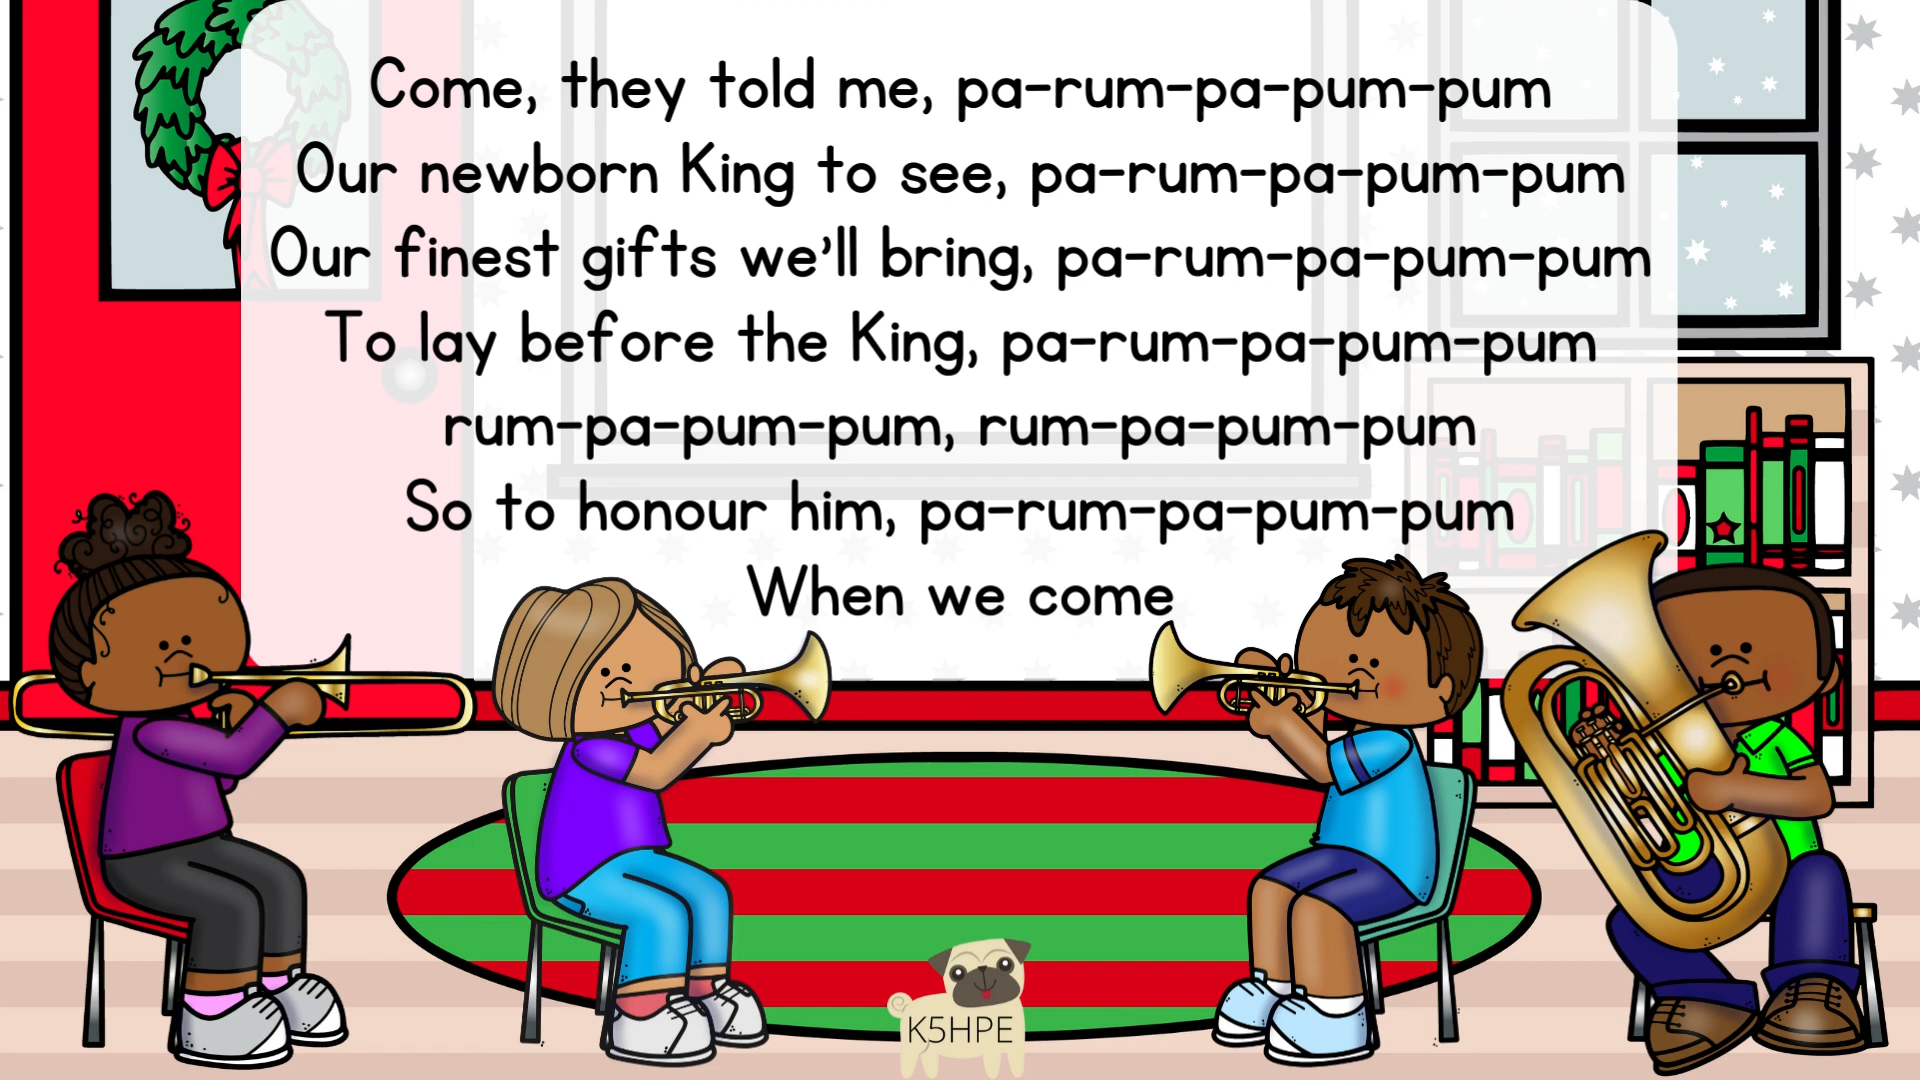 Come, they told me, pa-rum-pa-pum-pum
Our newborn King to see, pa-rum-pa-pum-pum
Our finest gifts we'll bring, pa-rum-pa-pum-pum
To lay before the King, pa-rum-pa-pum-pum
rum-pa-pum-pum, rum-pa-pum-pum
So to honour him, pa-rum-pa-pum-pum
When we come
K5HPE